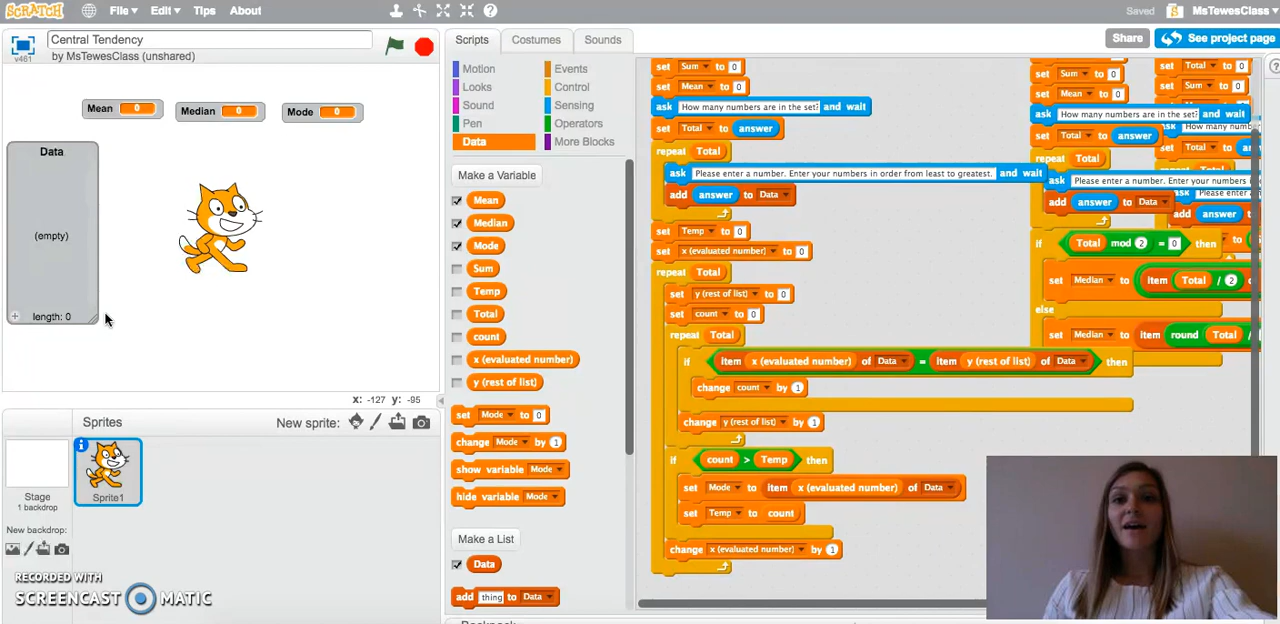 SCRATCH File Edit Tips About Saved MsTewesClass
v461 Central Tendency
by MsTewesClass (unshared)
Scripts Costumes Sounds
Share See project page
Mean 0 Median 0 Mode 0
Data
(empty)
length: 0
x: -127 y: -95
Sprites New sprite:
Stage
1 backdrop
New backdrop:
Sprite1
RECORDED WITH
SCREENCAST MATIC
Motion Events
Looks Control
Sound Sensing
Pen Operators
Data More Blocks
Make a Variable
Mean
Median
Mode
Sum
Temp
Total
count
x (evaluated number)
y (rest of list)
set Mode to 0
change Mode by 1
show variable Mode
hide variable Mode
Make a List
Data
add thing to Data
set Sum to 0
set Mean to 0
ask How many numbers are in the set? and wait
set Total to answer
repeat Total
ask Please enter a number. Enter your numbers in order from least to greatest. and wait
add answer to Data
set Temp to 0
set x (evaluated number) to 0
repeat Total
set y (rest of list) to 0
set count to 0
repeat Total
if item x (evaluated number) of Data = item y (rest of list) of Data then
change count by 1
change y (rest of list) by 1
if count > Temp then
set Mode to item x (evaluated number) of Data
set Temp to count
change x (evaluated number) by 1
set Sum to 0
set Mean to 0
ask How many numbers are in the set? and wait
set Total to answer
repeat Total
ask Please enter a number. Enter your numbers
add answer to Data
if Total mod 2 = 0 then
set Median to item Total / 2
else
set Median to item round Total /
set Total to 0
set Sum to 0
set Total to answer
add answer